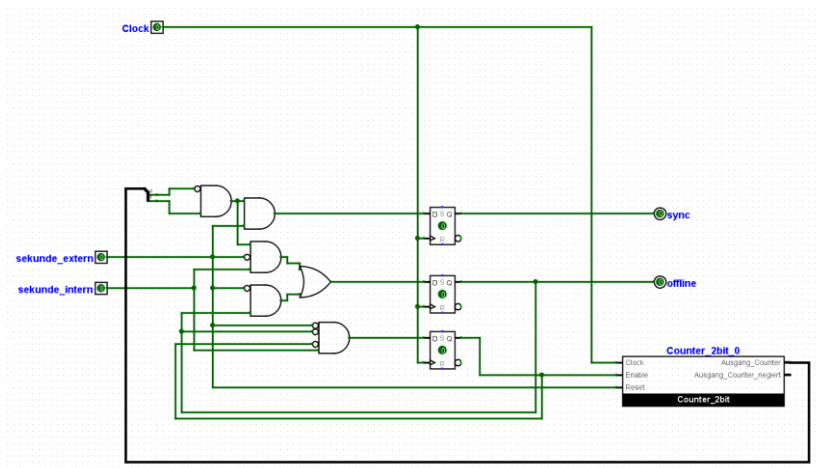 Clock
D S Q
R
sync
sekunde_extern
sekunde_intern
D S Q
R
offline
D S Q
R
Counter_2bit_0
Clock Ausgang_Counter
Enable Ausgang_Counter_negiert
Reset
Counter_2bit